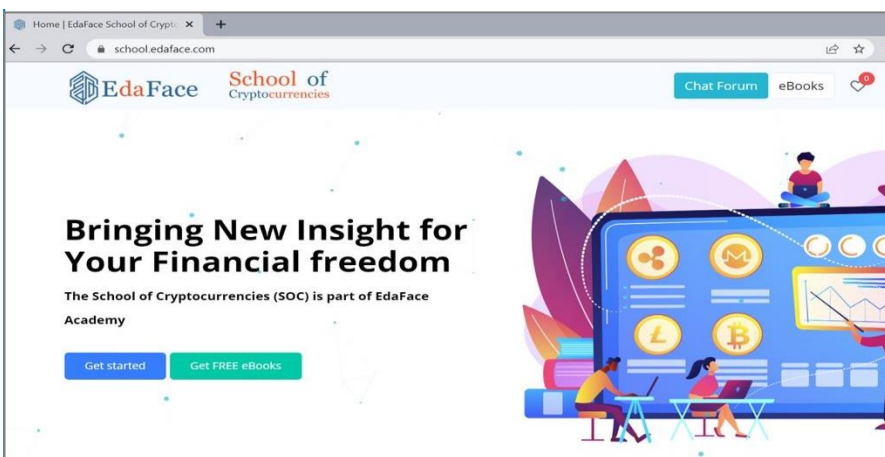 Home | EdaFace School of Crypto
school.edaface.com
EdaFace
School of
Cryptocurrencies
Chat Forum
eBooks
0
Bringing New Insight for
Your Financial freedom
The School of Cryptocurrencies (SOC) is part of EdaFace
Academy
Get started
Get FREE eBooks